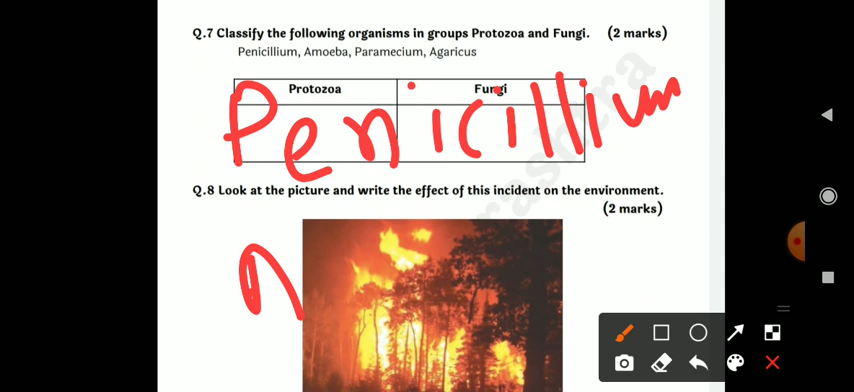 Q.7 Classify the following organisms in groups Protozoa and Fungi. (2 marks)
Penicillium, Amoeba, Paramecium, Agaricus
Protozoa Fungi
Penicillium
Q.8 Look at the picture and write the effect of this incident on the environment.
(2 marks)